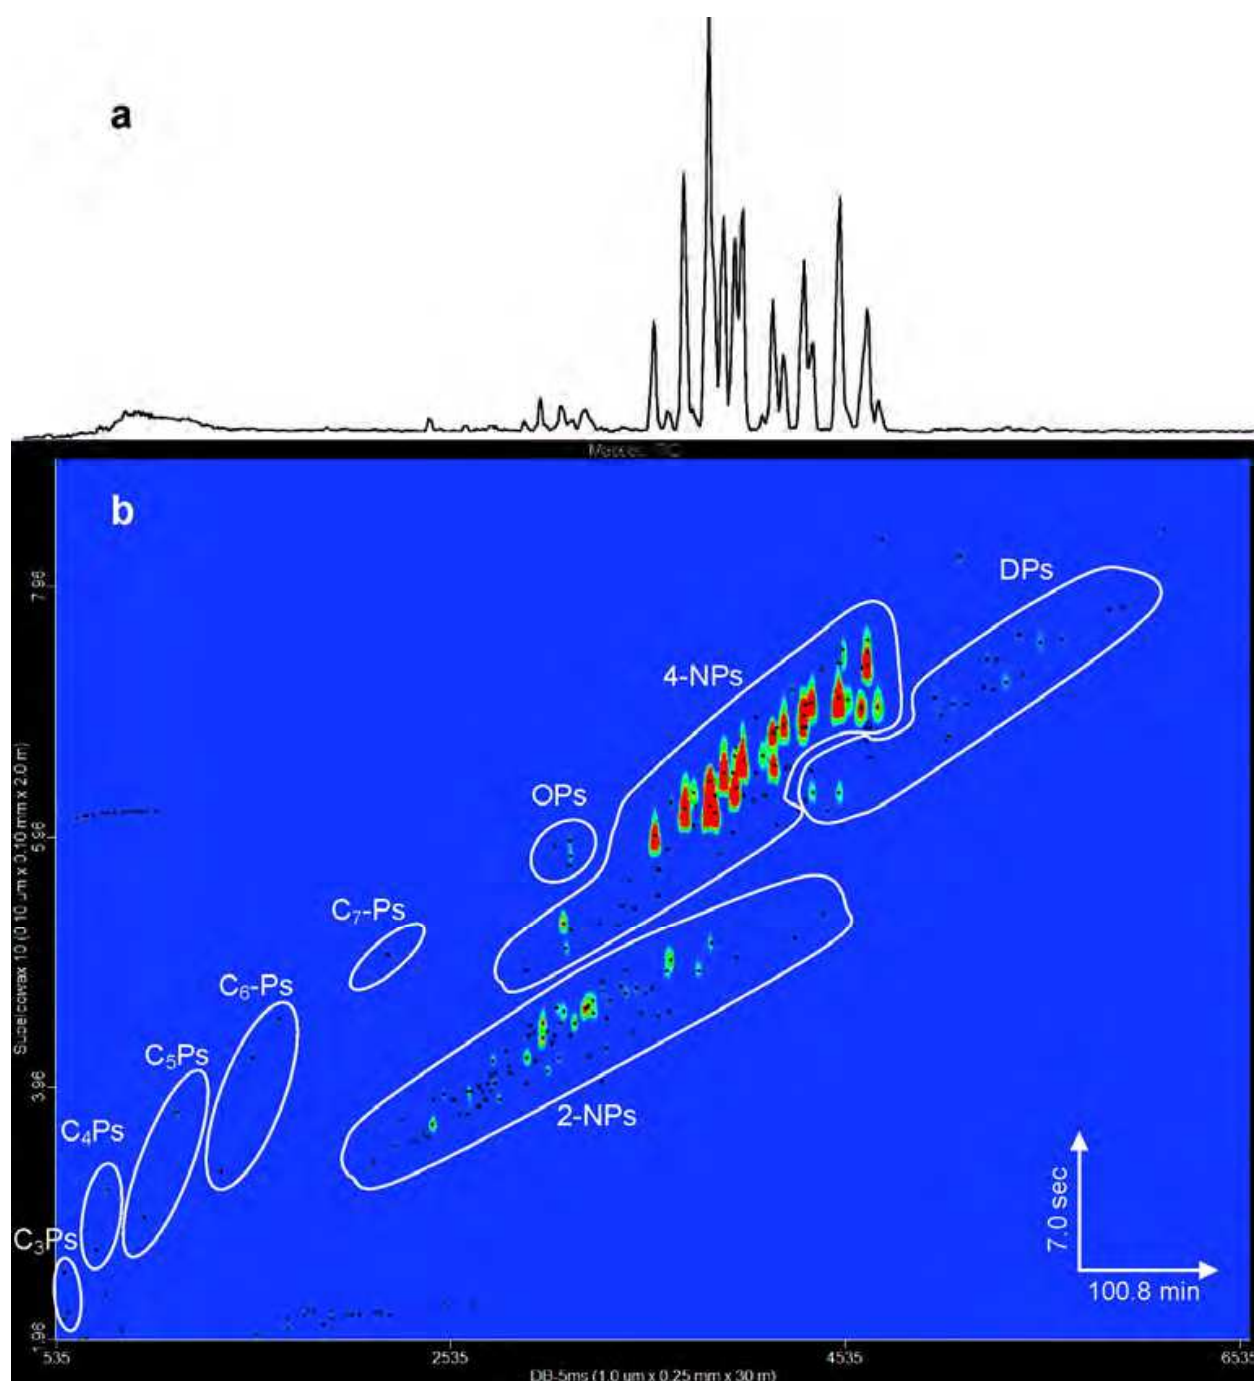 a
b
DPs
4-NPs
OPs
C₇-Ps
C₆-Ps
C₅Ps
C₄Ps
C₃Ps
2-NPs
7.0 sec
100.8 min
7.96
5.96
3.96
1.96
Supelcowax 10 (0.10 um x 0.10 mm x 2.0 m)
535
2535
4535
6535
DB-5ms (1.0 um x 0.25 mm x 30 m)